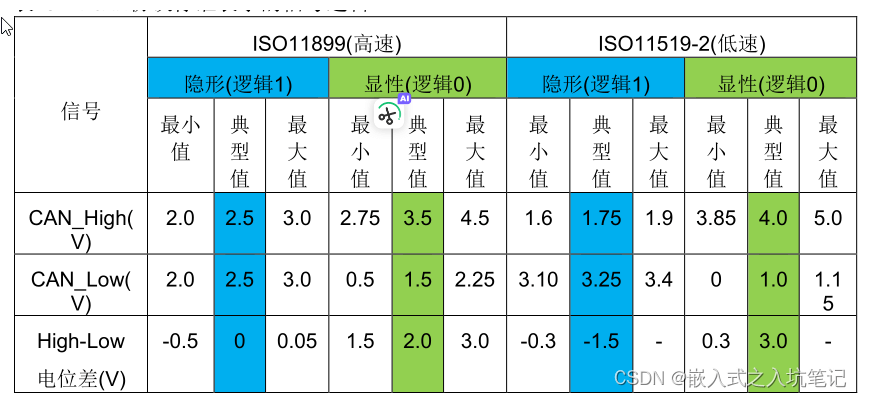 ISO11899(高速) ISO11519-2(低速)
信号 隐形(逻辑1) 显性(逻辑0) 隐形(逻辑1) 显性(逻辑0)
最小值 典型值 最大值 最小值 典型值 最大值 最小值 典型值 最大值 最小值 典型值 最大值
AI
CAN_High(V) 2.0 2.5 3.0 2.75 3.5 4.5 1.6 1.75 1.9 3.85 4.0 5.0
CAN_Low(V) 2.0 2.5 3.0 0.5 1.5 2.25 3.10 3.25 3.4 0 1.0 1.15
High-Low 电位差(V) -0.5 0 0.05 1.5 2.0 3.0 -0.3 -1.5 - 0.3 3.0 -
CSDN @嵌入式之入坑笔记